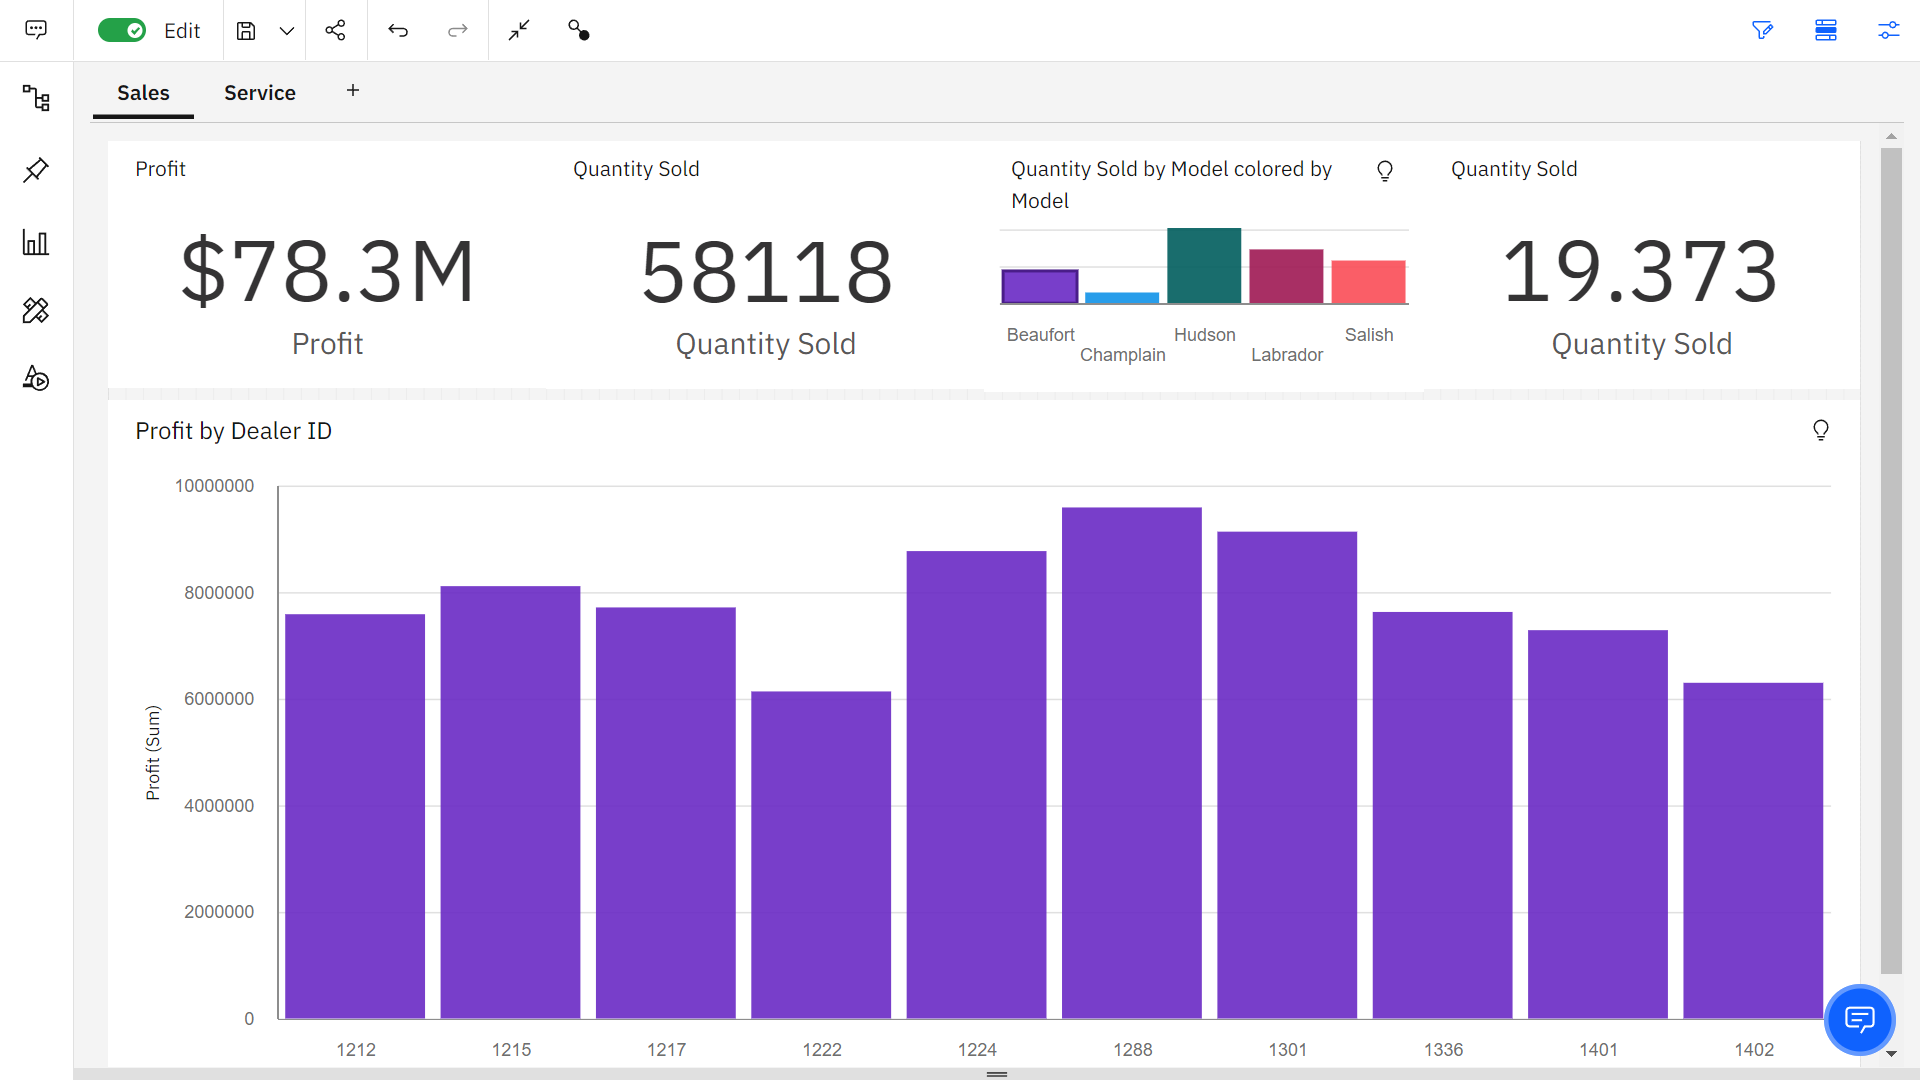 Edit
Sales
Service
Profit
$78.3M
Profit
Quantity Sold
58118
Quantity Sold
Quantity Sold by Model colored by
Model
Beaufort
Champlain
Hudson
Labrador
Salish
Quantity Sold
19.373
Quantity Sold
Profit by Dealer ID
Profit (Sum)
10000000
8000000
6000000
4000000
2000000
0
1212 1215 1217 1222 1224 1288 1301 1336 1401 1402